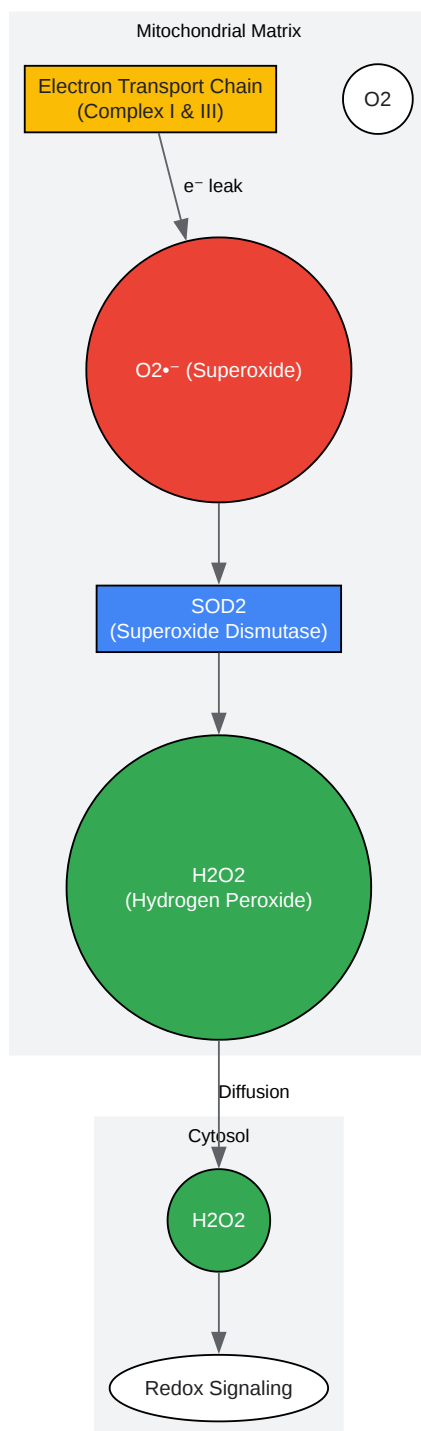 Mitochondrial Matrix
Electron Transport Chain
(Complex I & III)
O2
e⁻ leak
O2•⁻ (Superoxide)
SOD2
(Superoxide Dismutase)
H2O2
(Hydrogen Peroxide)
Diffusion
Cytosol
H2O2
Redox Signaling